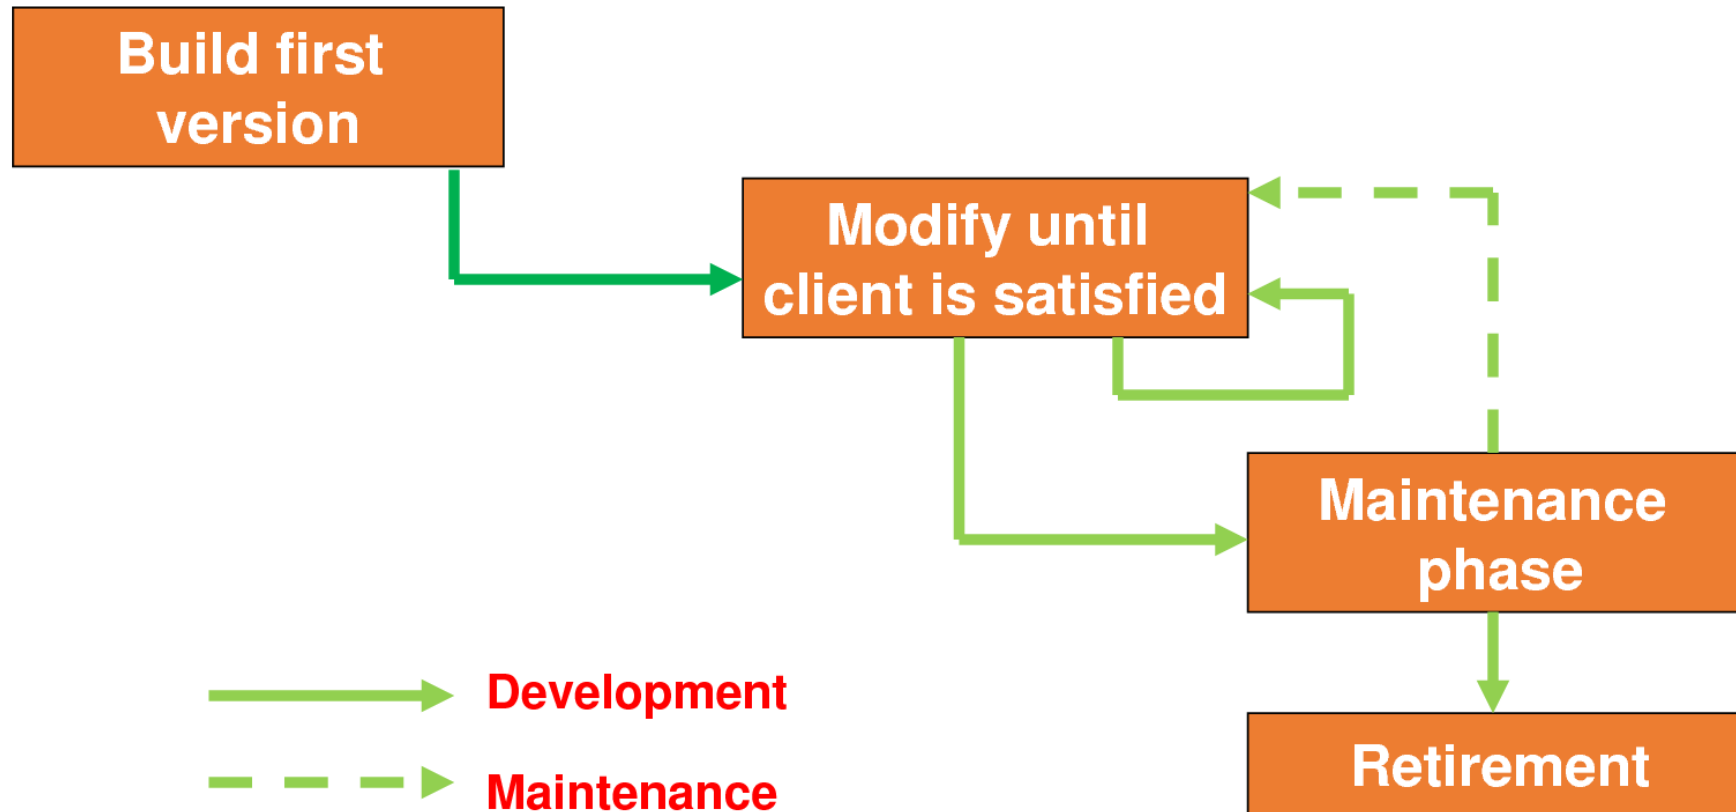 Build first
version
Modify until
client is satisfied
Maintenance
phase
Development
Retirement
Maintenance